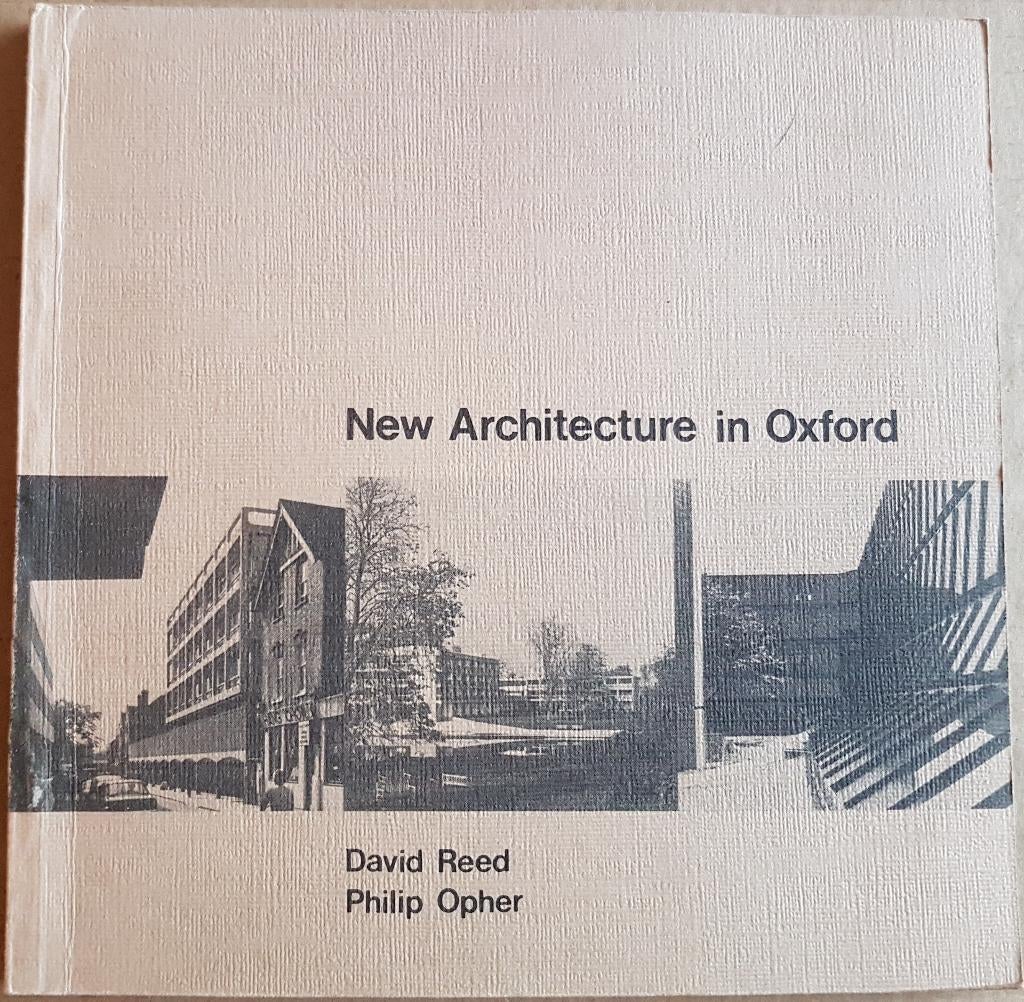 New Architecture in Oxford
David Reed
Philip Opher